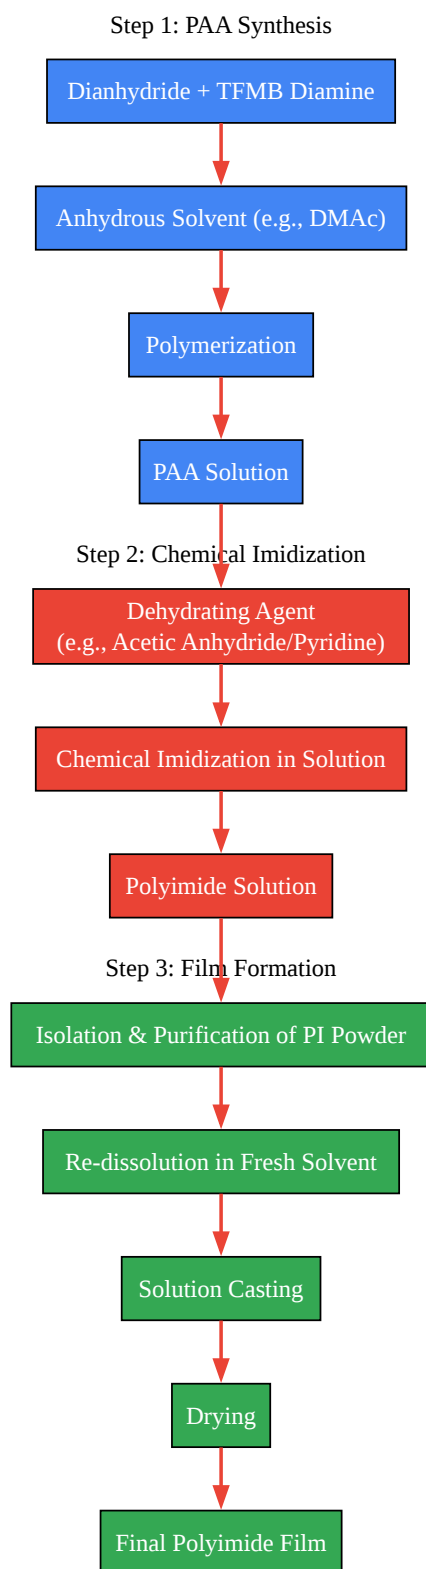 Step 1: PAA Synthesis
Dianhydride + TFMB Diamine
Anhydrous Solvent (e.g., DMAc)
Polymerization
PAA Solution
Step 2: Chemical Imidization
Dehydrating Agent
(e.g., Acetic Anhydride/Pyridine)
Chemical Imidization in Solution
Polyimide Solution
Step 3: Film Formation
Isolation & Purification of PI Powder
Re-dissolution in Fresh Solvent
Solution Casting
Drying
Final Polyimide Film